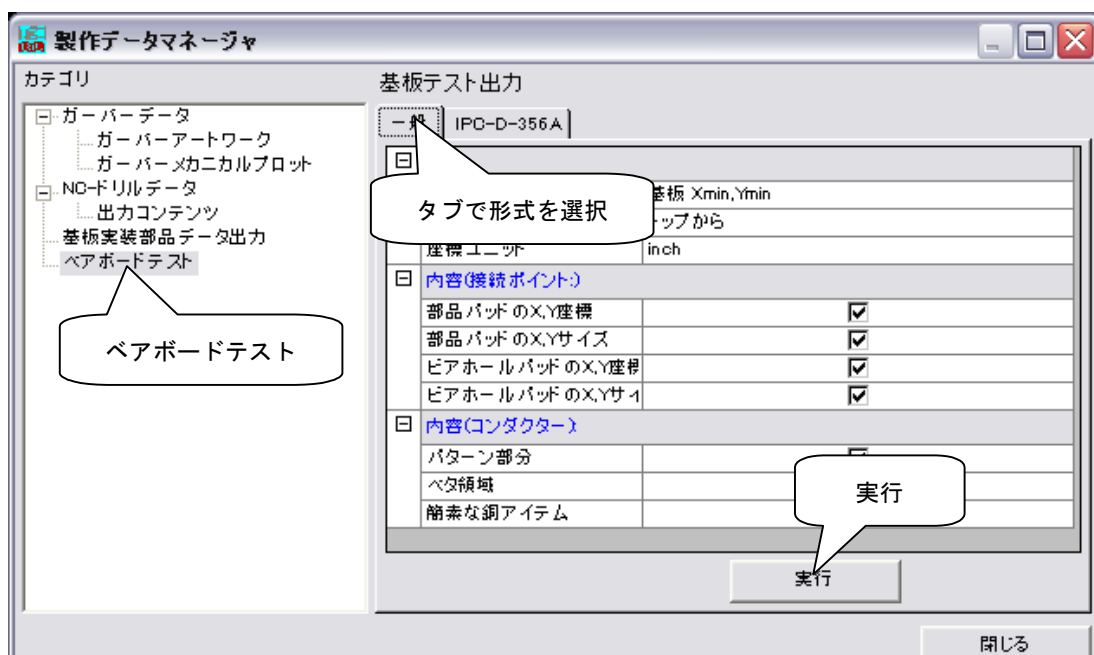 製作データマネージャ
カテゴリ
ガーバーデータ
ガーバーアートワーク
ガーバーメカニカルプロット
NC-ドリルデータ
出力コンテンツ
基板実装部品データ出力
ベアボードテスト
ベアボードテスト
基板テスト出力
一般 IPC-D-356A
タブで形式を選択
基板 Xmin,Ymin
トップから
座標ユニット inch
内容(接続ポイント:)
部品パッドのX,Y座標
部品パッドのX,Yサイズ
ビアホールパッドのX,Y座標
ビアホールパッドのX,Yサイ
内容(コンダクター):
パターン部分
ベタ領域
簡素な銅アイテム
実行
実行
閉じる